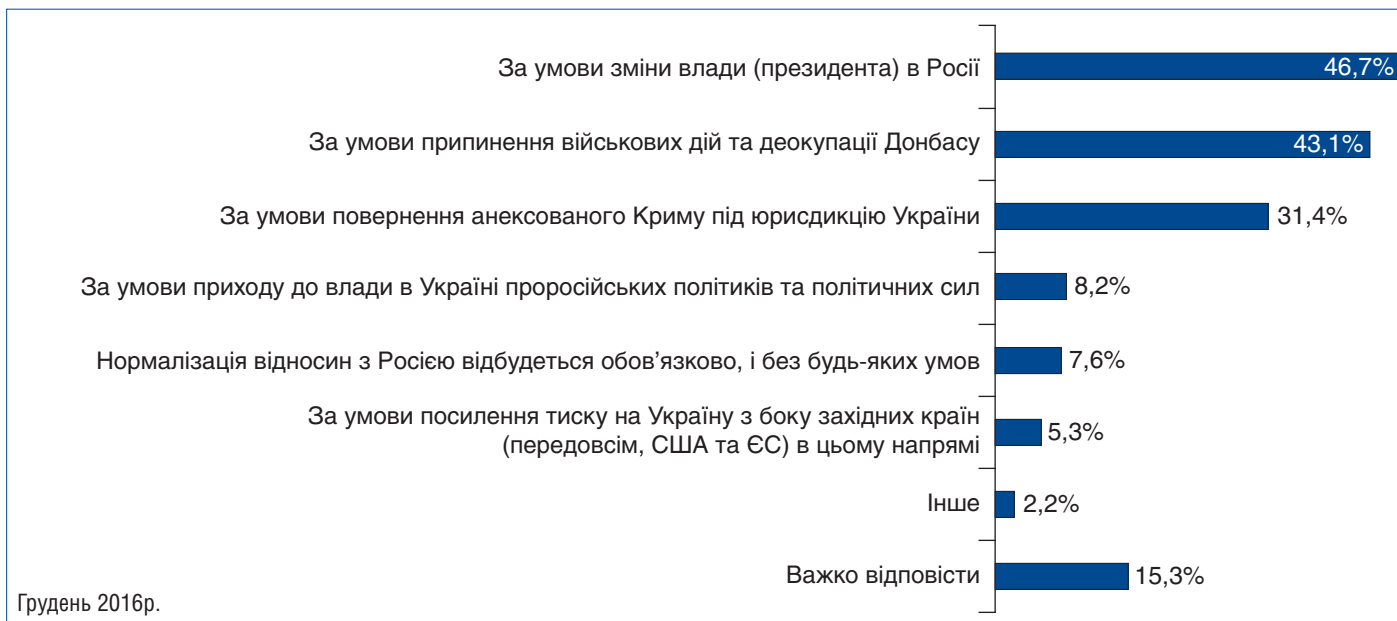 За умови зміни влади (президента) в Росії
46,7%
За умови припинення військових дій та деокупації Донбасу
43,1%
За умови повернення анексованого Криму під юрисдикцію України
31,4%
За умови приходу до влади в Україні проросійських політиків та політичних сил
8,2%
Нормалізація відносин з Росією відбудеться обов’язково, і без будь-яких умов
7,6%
За умови посилення тиску на Україну з боку західних країн
(передовсім, США та ЄС) в цьому напрямі
5,3%
Інше
2,2%
Важко відповісти
15,3%
Грудень 2016р.